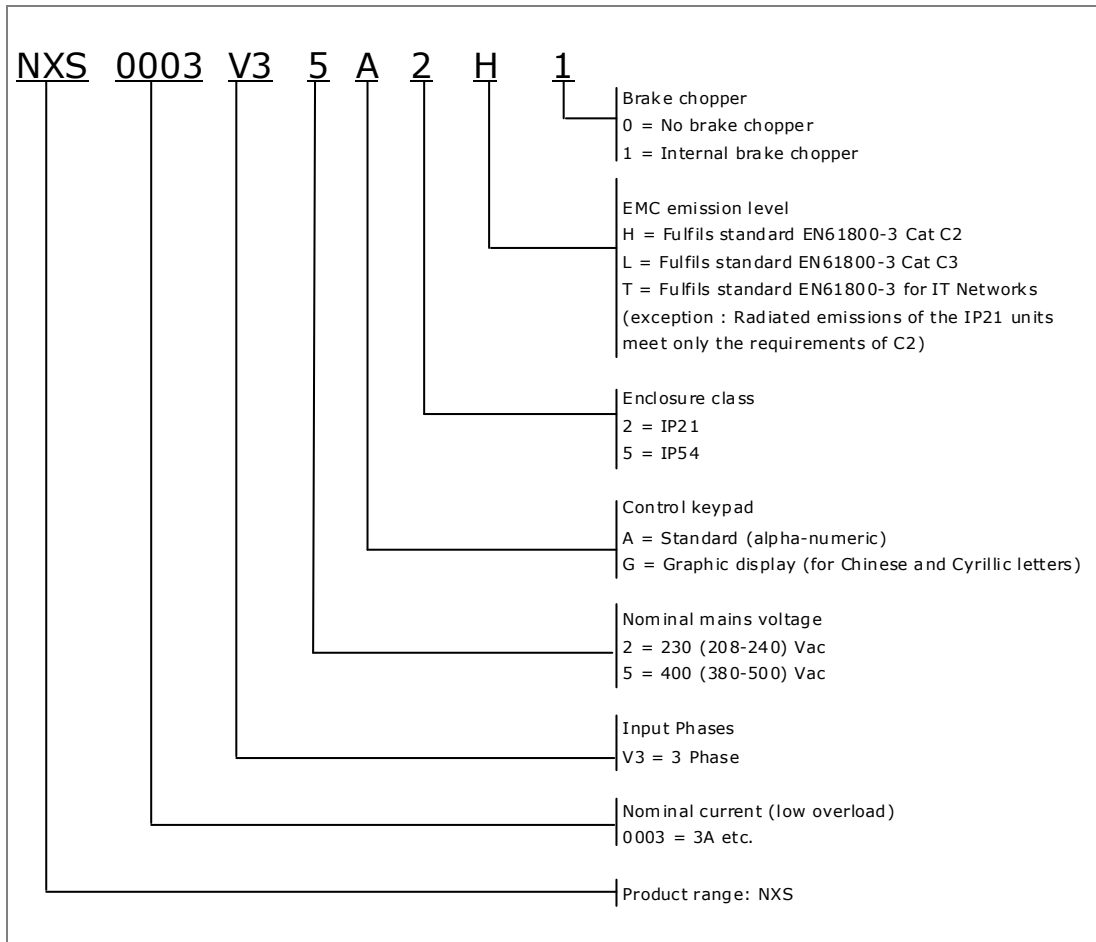 NXS 0003 V3 5 A 2 H 1
Brake chopper
0 = No brake chopper
1 = Internal brake chopper
EMC emission level
H = Fulfils standard EN61800-3 Cat C2
L = Fulfils standard EN61800-3 Cat C3
T = Fulfils standard EN61800-3 for IT Networks
(exception : Radiated emissions of the IP21 units
meet only the requirements of C2)
Enclosure class
2 = IP21
5 = IP54
Control keypad
A = Standard (alpha-numeric)
G = Graphic display (for Chinese and Cyrillic letters)
Nominal mains voltage
2 = 230 (208-240) Vac
5 = 400 (380-500) Vac
Input Phases
V3 = 3 Phase
Nominal current (low overload)
0003 = 3A etc.
Product range: NXS